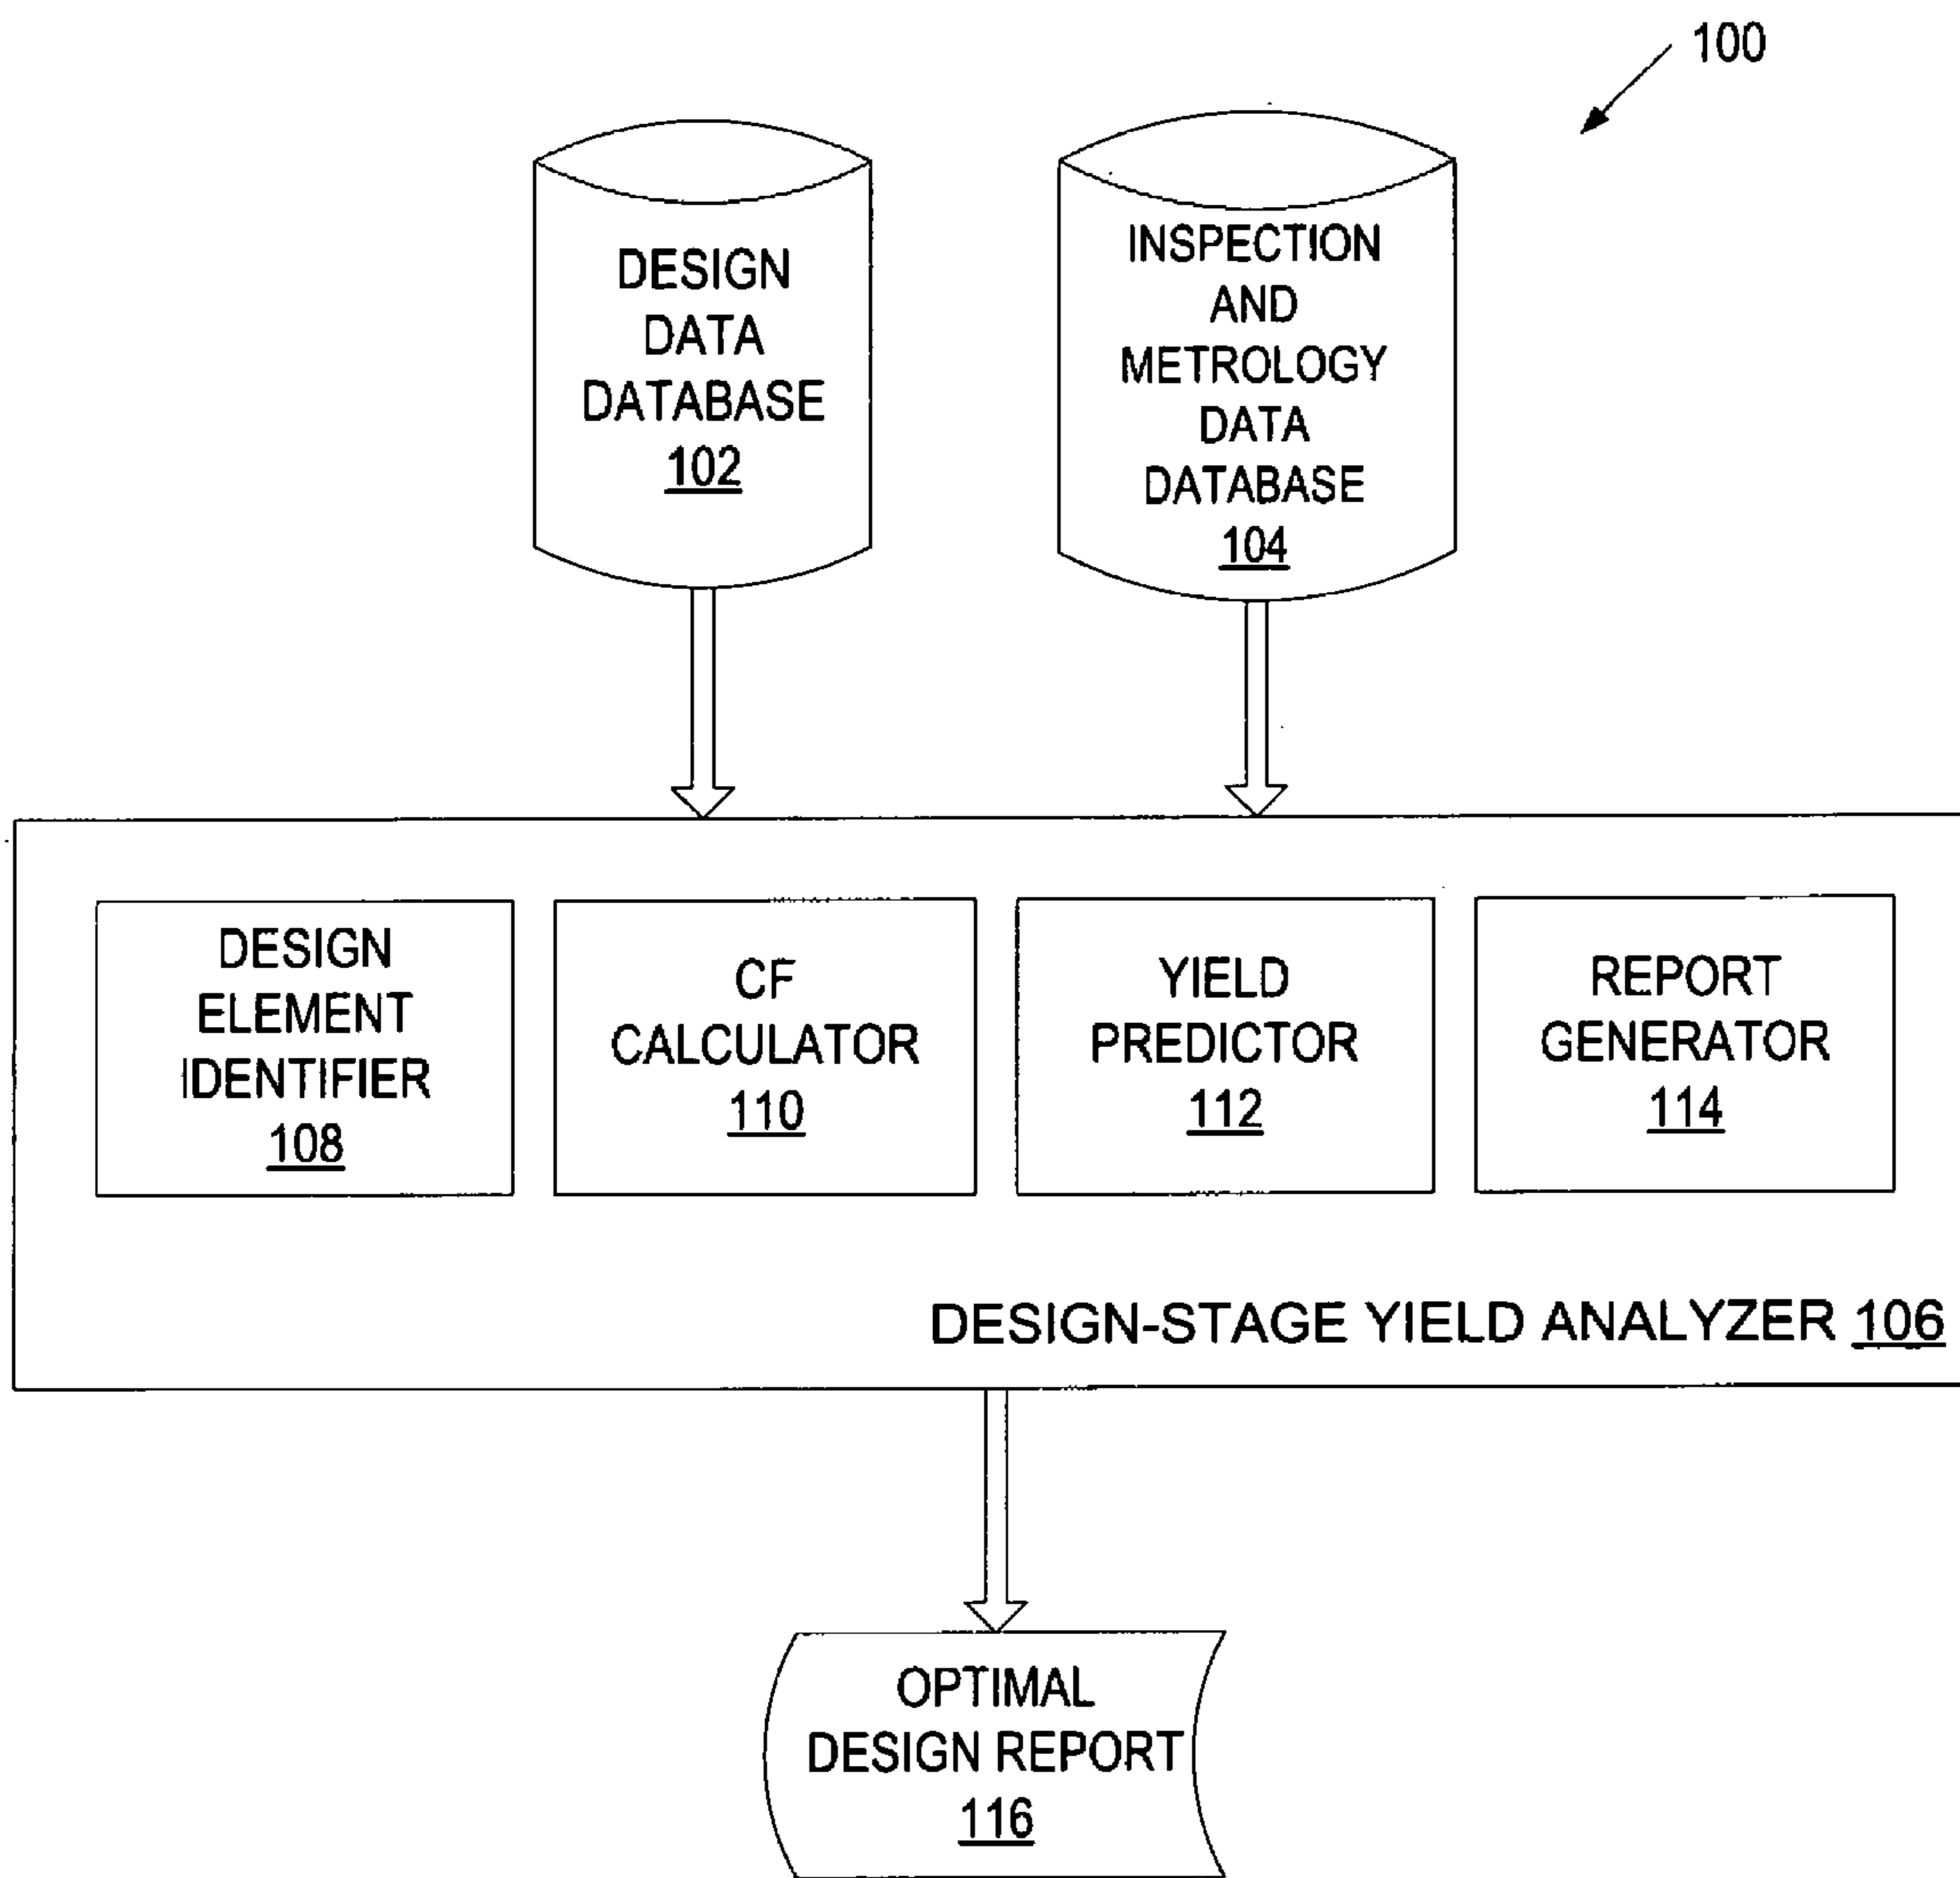 100
DESIGN
DATA
DATABASE
102
INSPECTION
AND
METROLOGY
DATA
DATABASE
104
DESIGN
ELEMENT
IDENTIFIER
108
CF
CALCULATOR
110
YIELD
PREDICTOR
112
REPORT
GENERATOR
114
DESIGN-STAGE YIELD ANALYZER 106
OPTIMAL
DESIGN REPORT
116